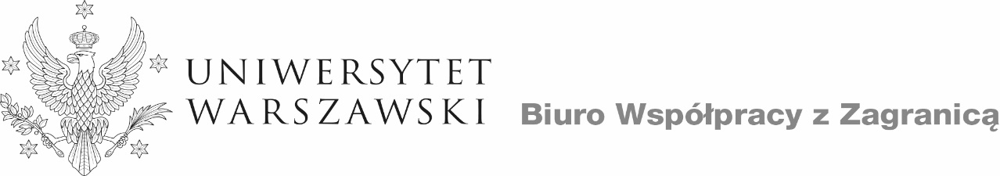 UNIWERSYTET
WARSZAWSKI
Biuro Współpracy z Zagranicą